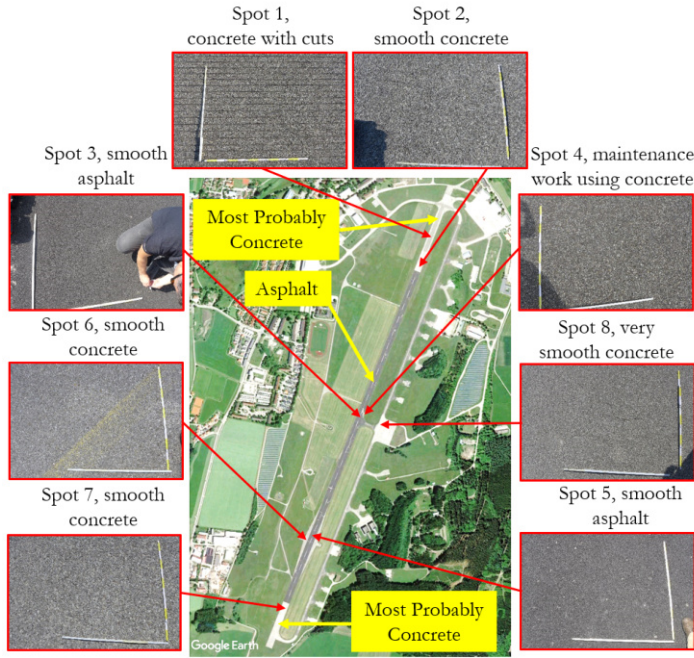 Spot 1,
concrete with cuts
Spot 2,
smooth concrete
Spot 3, smooth
asphalt
Spot 4, maintenance
work using concrete
Most Probably
Concrete
Asphalt
Spot 6, smooth
concrete
Spot 8, very
smooth concrete
Spot 7, smooth
concrete
Spot 5, smooth
asphalt
Most Probably
Concrete
Google Earth